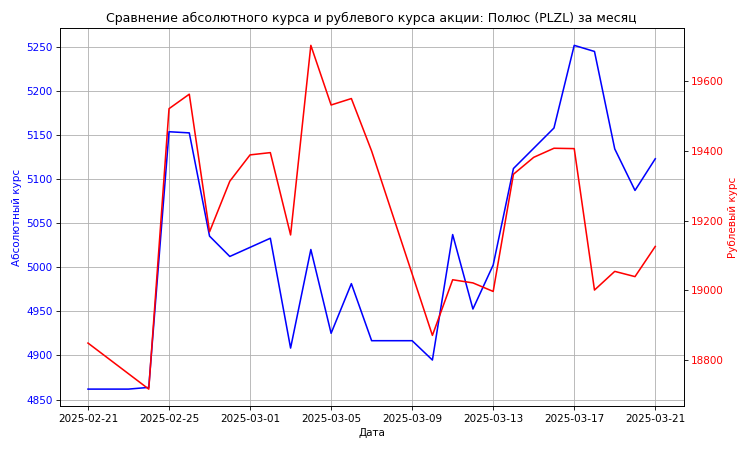 Сравнение абсолютного курса и рублевого курса акции: Полюс (PLZL) за месяц
Абсолютный курс
5250
5200
5150
5100
5050
5000
4950
4900
4850
19600
19400
19200
19000
18800
Рублевый курс
2025-02-21 2025-02-25 2025-03-01 2025-03-05 2025-03-09 2025-03-13 2025-03-17 2025-03-21
Дата